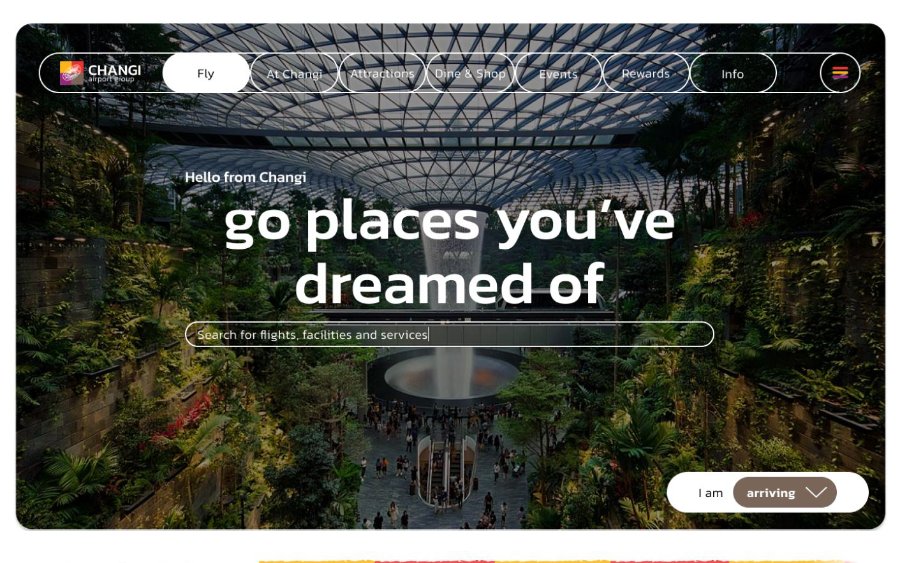 CHANGI
airport group
Fly
At Changi
Attractions
Dine & Shop
Events
Rewards
Info
Hello from Changi
go places you’ve
dreamed of
Search for flights, facilities and services
I am arriving